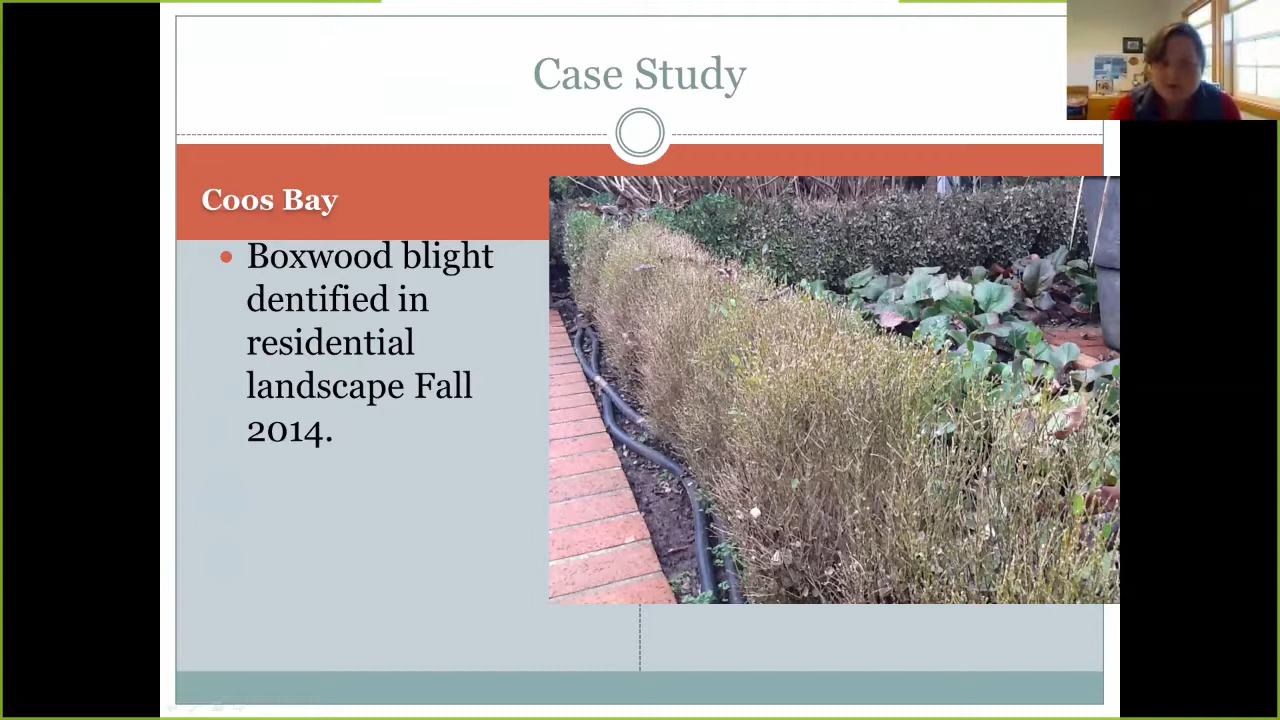 Case Study
Coos Bay
Boxwood blight
dentified in
residential
landscape Fall
2014.